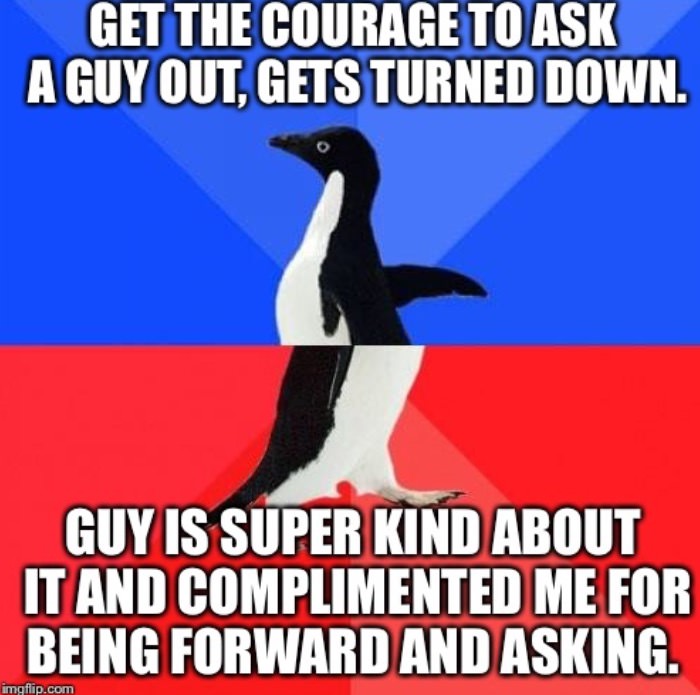 GET THE COURAGE TO ASK
A GUY OUT, GETS TURNED DOWN.
GUY IS SUPER KIND ABOUT
IT AND COMPLIMENTED ME FOR
BEING FORWARD AND ASKING.
imgflip.com